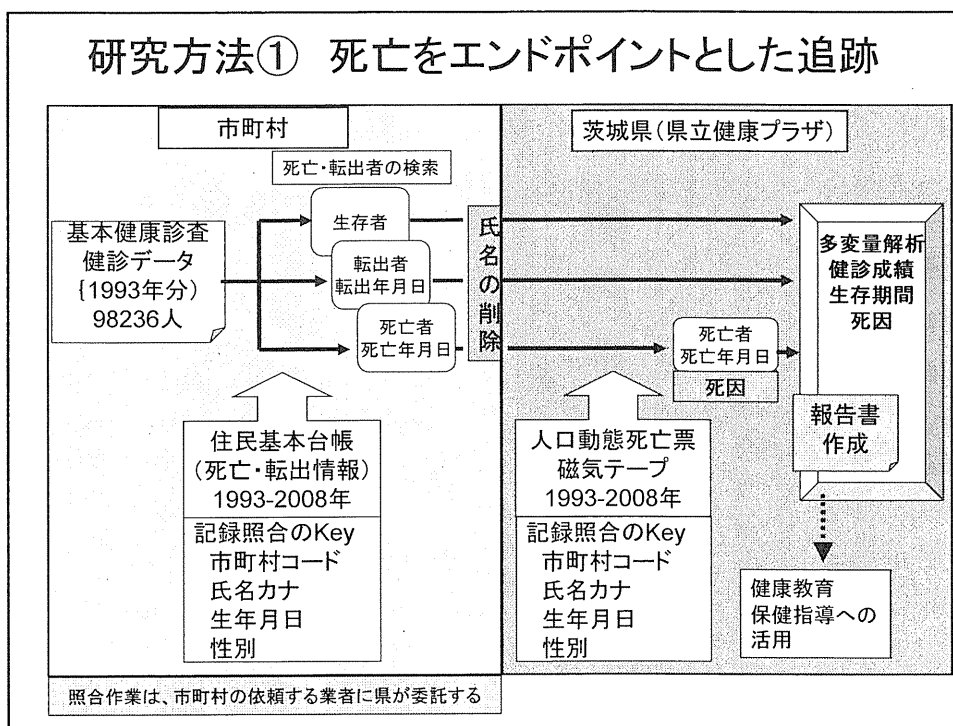 研究方法① 死亡をエンドポイントとした追跡
市町村
死亡・転出者の検索
基本健康診査
健診データ
{1993年分)
98236人
生存者
転出者
転出年月日
死亡者
死亡年月日
氏名の削除
住民基本台帳
(死亡・転出情報)
1993-2008年
記録照合のKey
市町村コード
氏名カナ
生年月日
性別
照合作業は、市町村の依頼する業者に県が委託する
茨城県(県立健康プラザ)
死亡者
死亡年月日
死因
人口動態死亡票
磁気テープ
1993-2008年
記録照合のKey
市町村コード
氏名カナ
生年月日
性別
多変量解析
健診成績
生存期間
死因
報告書
作成
健康教育
保健指導への
活用